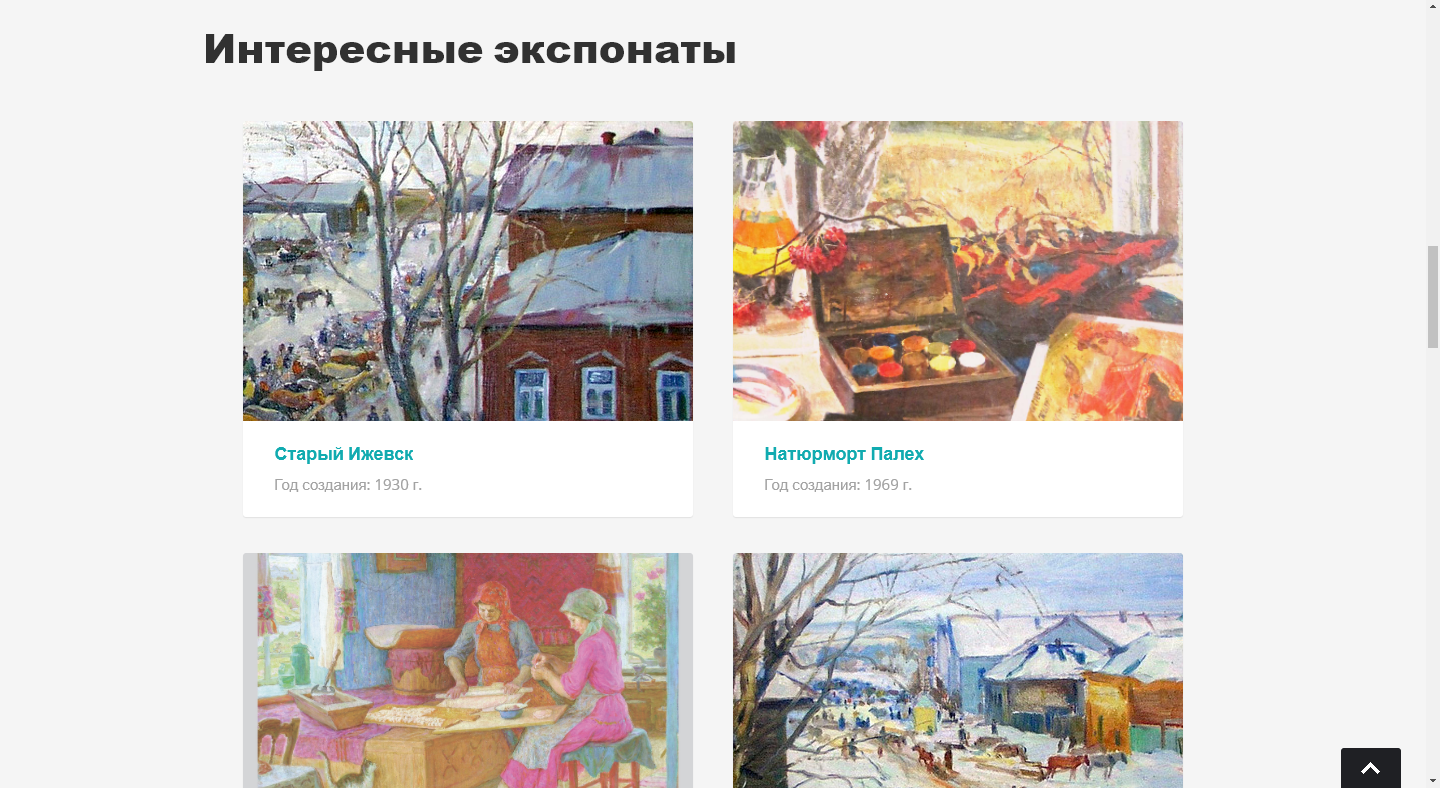 Интересные экспонаты
Старый Ижевск
Год создания: 1930 г.
Натюрморт Палех
Год создания: 1969 г.